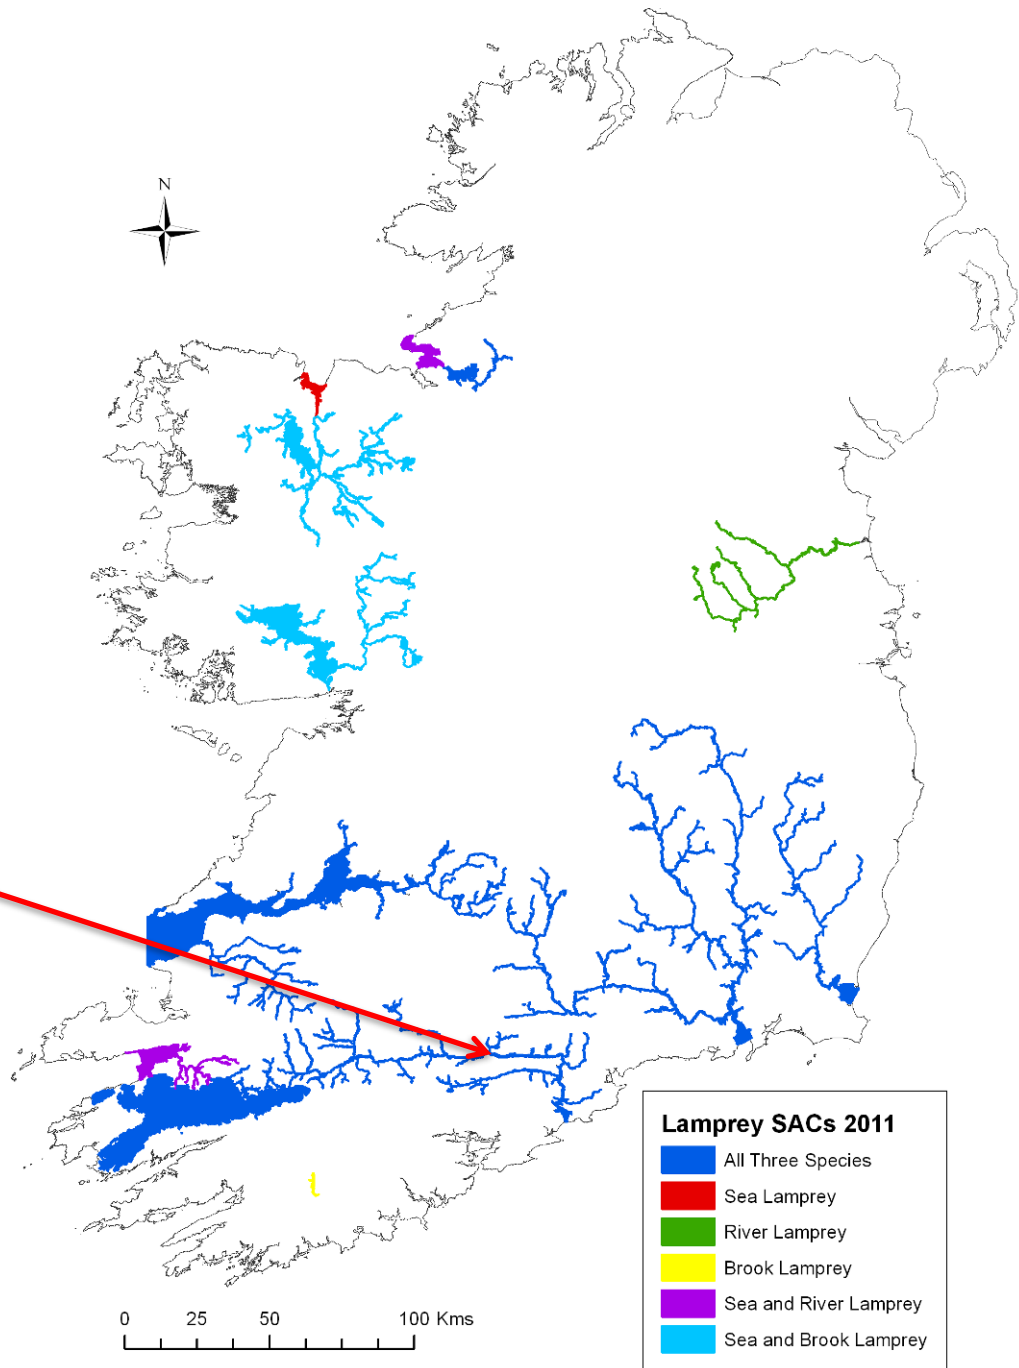 N
Lamprey SACs 2011
All Three Species
Sea Lamprey
River Lamprey
Brook Lamprey
Sea and River Lamprey
Sea and Brook Lamprey
0 25 50 100 Kms